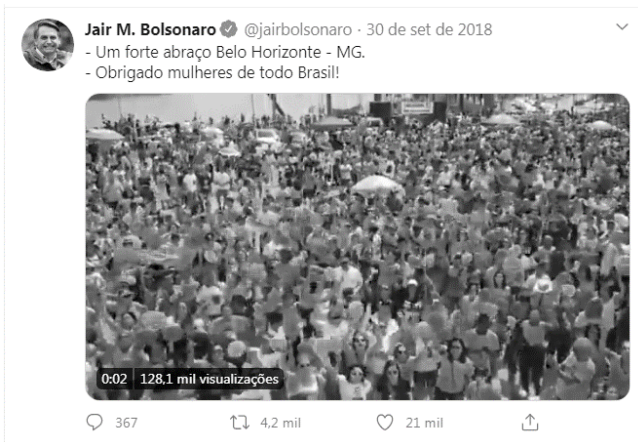 Jair M. Bolsonaro @jairbolsonaro · 30 de set de 2018
- Um forte abraço Belo Horizonte - MG.
- Obrigado mulheres de todo Brasil!
0:02 128,1 mil visualizações
367 4,2 mil 21 mil